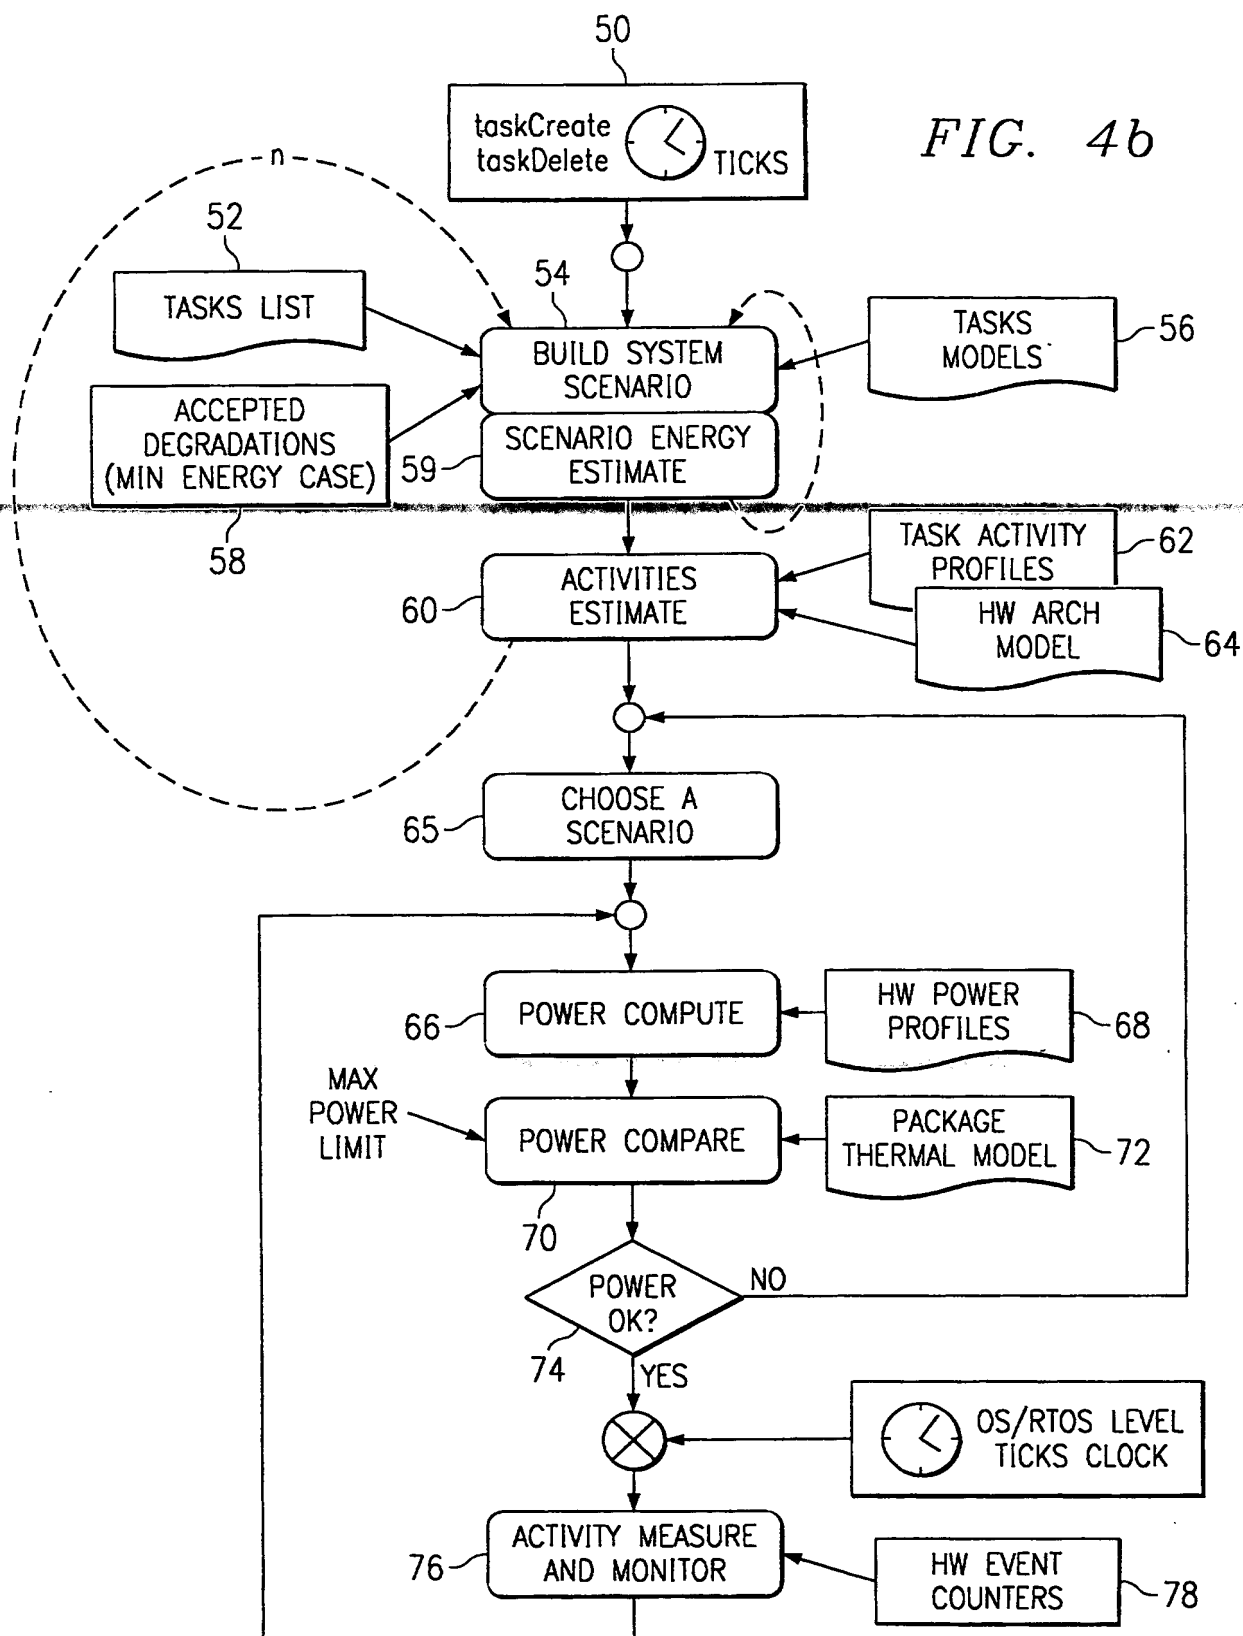 50
taskCreate
taskDelete
TICKS
FIG. 4b
n
52
TASKS LIST
54
BUILD SYSTEM
SCENARIO
TASKS
MODELS
56
ACCEPTED
DEGRADATIONS
(MIN ENERGY CASE)
58
SCENARIO ENERGY
ESTIMATE
59
ACTIVITIES
ESTIMATE
60
TASK ACTIVITY
PROFILES
62
HW ARCH
MODEL
64
CHOOSE A
SCENARIO
65
POWER COMPUTE
66
HW POWER
PROFILES
68
MAX
POWER
LIMIT
POWER COMPARE
70
PACKAGE
THERMAL MODEL
72
POWER
OK?
NO
74
YES
OS/RTOS LEVEL
TICKS CLOCK
ACTIVITY MEASURE
AND MONITOR
76
HW EVENT
COUNTERS
78